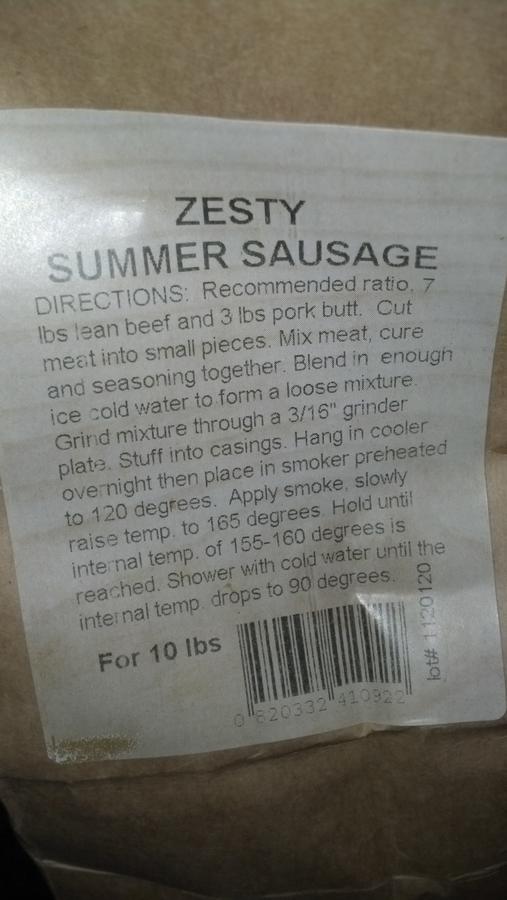 ZESTY
SUMMER SAUSAGE
DIRECTIONS: Recommended ratio, 7
lbs lean beef and 3 lbs pork butt. Cut
meat into small pieces. Mix meat, cure
and seasoning together. Blend in enough
ice cold water to form a loose mixture.
Grind mixture through a 3/16" grinder
plate. Stuff into casings. Hang in cooler
overnight then place in smoker preheated
to 120 degrees. Apply smoke, slowly
raise temp. to 165 degrees. Hold until
internal temp. of 155-160 degrees is
reached. Shower with cold water until the
internal temp. drops to 90 degrees.
For 10 lbs
lot# 1120120
0 820332 410922